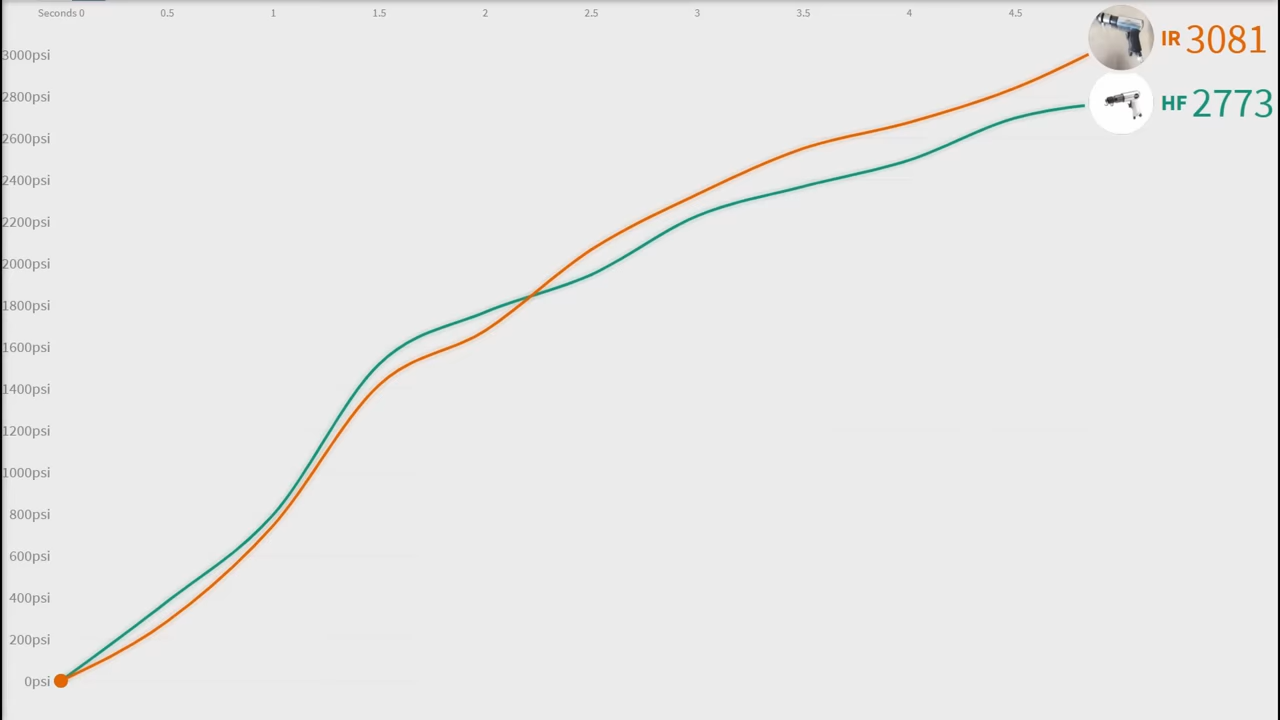 Seconds 0 0.5 1 1.5 2 2.5 3 3.5 4 4.5
IR 3081
3000psi
HF 2773
2800psi
2600psi
2400psi
2200psi
2000psi
1800psi
1600psi
1400psi
1200psi
1000psi
800psi
600psi
400psi
200psi
0psi